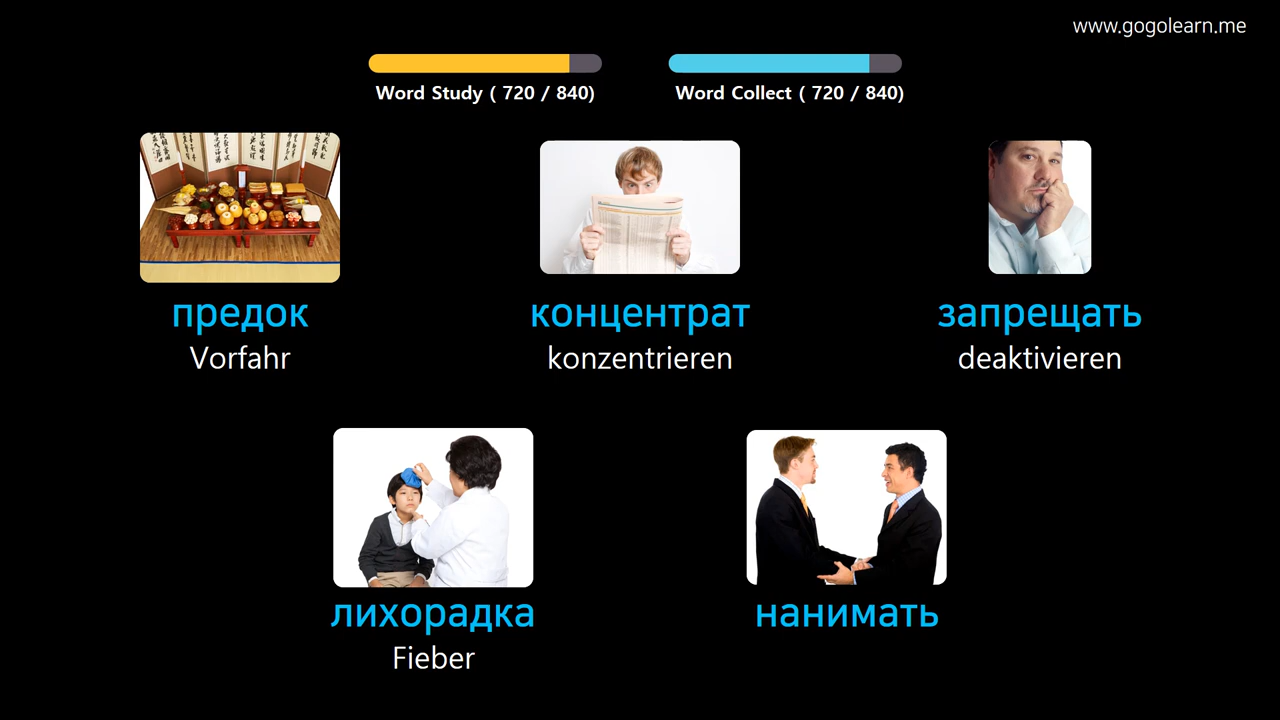 www.gogolearn.me
Word Study ( 720 / 840)
Word Collect ( 720 / 840)
предок
Vorfahr
концентрат
konzentrieren
запрещать
deaktivieren
лихорадка
Fieber
нанимать